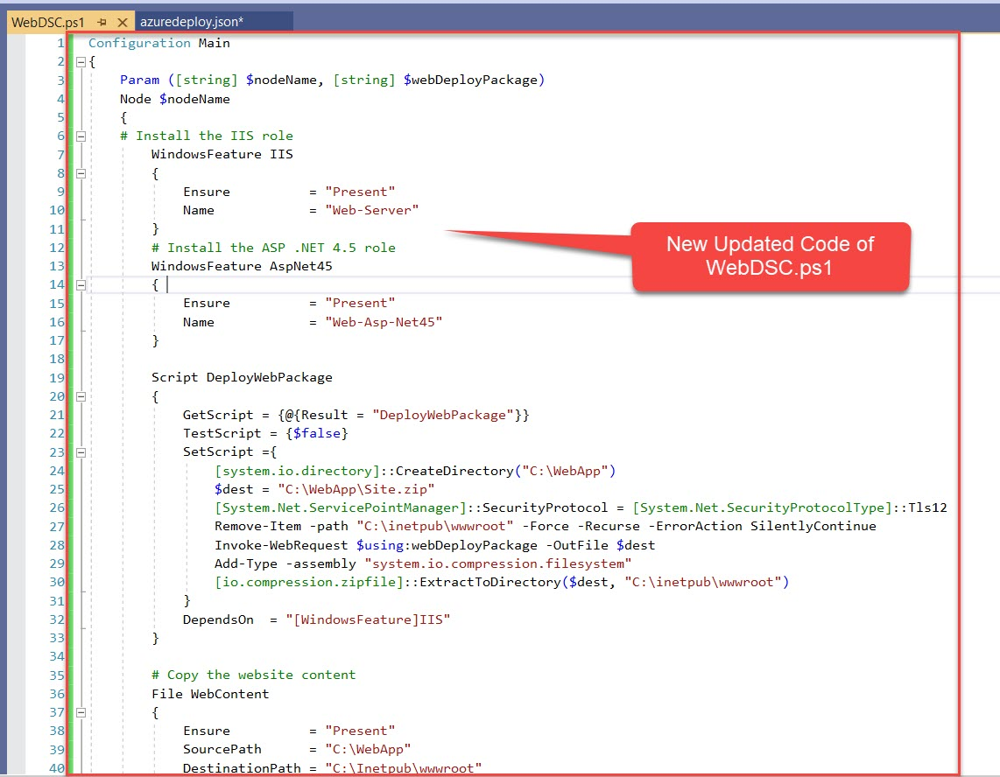 WebDSC.ps1 azuredeploy.json*
1 Configuration Main
2 {
3 Param ([string] $nodeName, [string] $webDeployPackage)
4 Node $nodeName
5 {
6 # Install the IIS role
7 WindowsFeature IIS
8 {
9 Ensure = "Present"
10 Name = "Web-Server"
11 }
12 # Install the ASP .NET 4.5 role
13 WindowsFeature AspNet45
14 {
15 Ensure = "Present"
16 Name = "Web-Asp-Net45"
17 }
18
19 Script DeployWebPackage
20 {
21 GetScript = {@{Result = "DeployWebPackage"}}
22 TestScript = {$false}
23 SetScript ={
24 [system.io.directory]::CreateDirectory("C:\WebApp")
25 $dest = "C:\WebApp\Site.zip"
26 [System.Net.ServicePointManager]::SecurityProtocol = [System.Net.SecurityProtocolType]::Tls12
27 Remove-Item -path "C:\inetpub\wwwroot" -Force -Recurse -ErrorAction SilentlyContinue
28 Invoke-WebRequest $using:webDeployPackage -OutFile $dest
29 Add-Type -assembly "system.io.compression.filesystem"
30 [io.compression.zipfile]::ExtractToDirectory($dest, "C:\inetpub\wwwroot")
31 }
32 DependsOn = "[WindowsFeature]IIS"
33 }
34
35 # Copy the website content
36 File WebContent
37 {
38 Ensure = "Present"
39 SourcePath = "C:\WebApp"
40 DestinationPath = "C:\Inetpub\wwwroot"
New Updated Code of
WebDSC.ps1